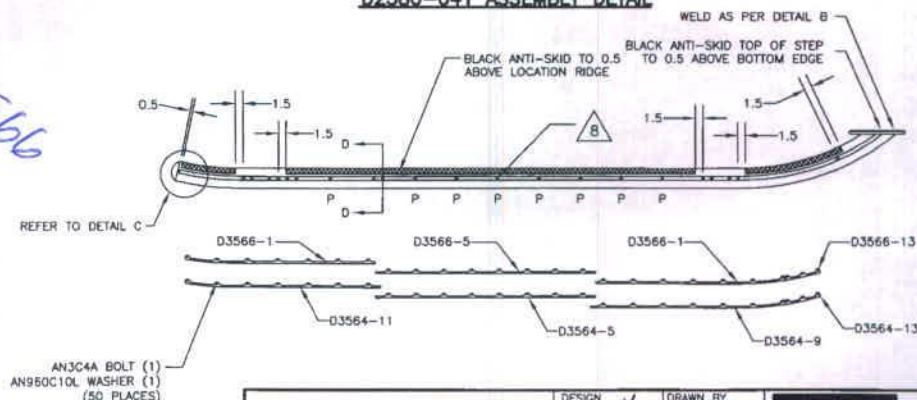 WELD AS PER DETAIL B
BLACK ANTI-SKID TO 0.5
ABOVE LOCATION RIDGE
BLACK ANTI-SKID TOP OF STEP
TO 0.5 ABOVE BOTTOM EDGE
0.5
1.5
1.5
1.5
1.5
1.5
66
8
D
D
P P P P P P P P
REFER TO DETAIL C
D3566-1
D3566-5
D3566-1
D3566-13
D3564-11
D3564-5
D3564-9
D3564-13
AN3C4A BOLT (1)
AN960C10L WASHER (1)
(50 PLACES)
DESIGN
DRAWN BY